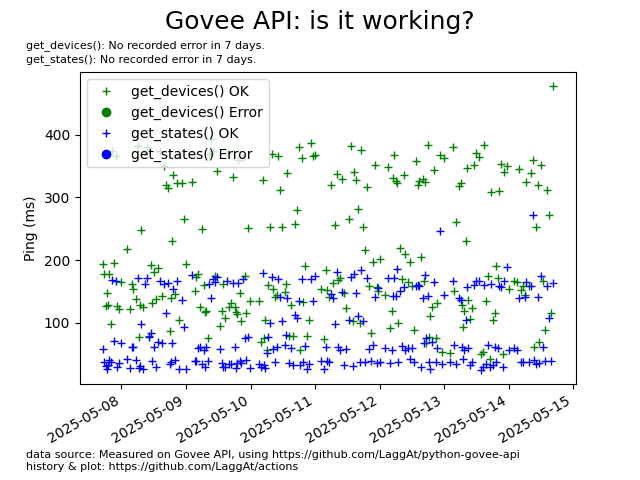 Govee API: is it working?
get_devices(): No recorded error in 7 days.
get_states(): No recorded error in 7 days.
get_devices() OK
get_devices() Error
get_states() OK
get_states() Error
Ping (ms)
400
300
200
100
2025-05-08
2025-05-09
2025-05-10
2025-05-11
2025-05-12
2025-05-13
2025-05-14
2025-05-15
data source: Measured on Govee API, using https://github.com/LaggAt/python-govee-api
history & plot: https://github.com/LaggAt/actions